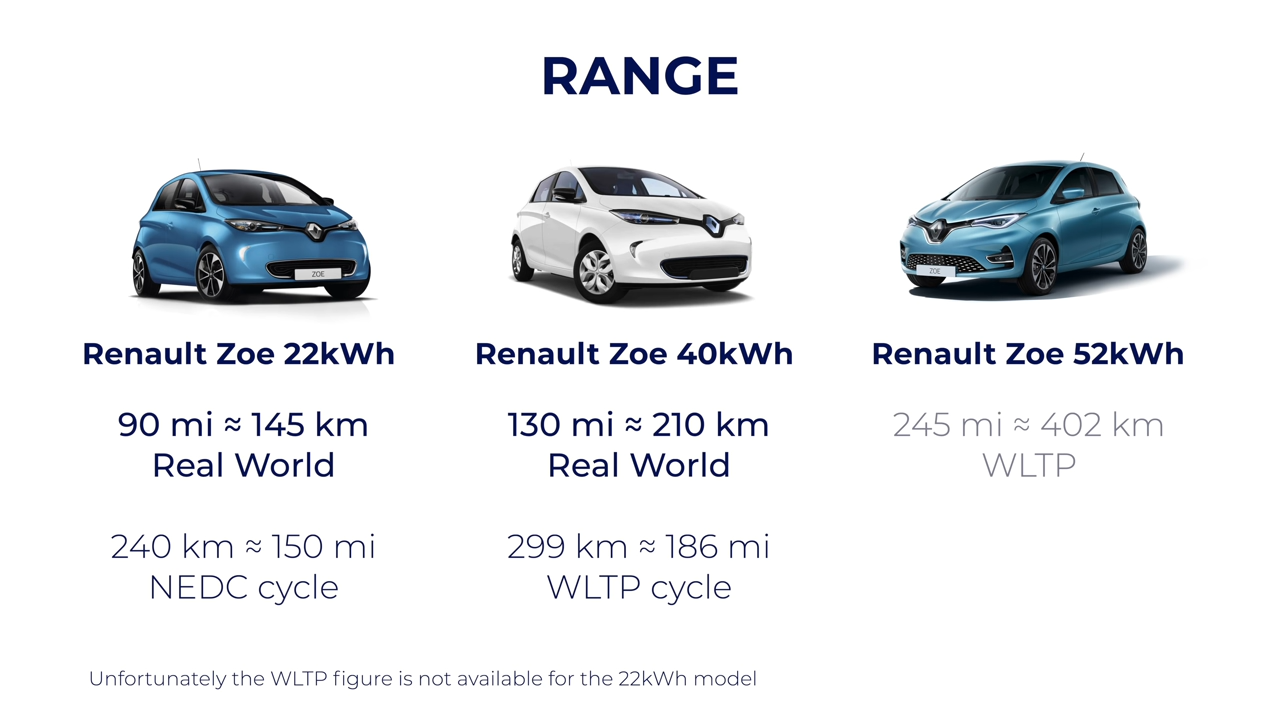 RANGE
ZOE
ZOE
Renault Zoe 22kWh
Renault Zoe 40kWh
Renault Zoe 52kWh
90 mi ≈ 145 km
Real World
130 mi ≈ 210 km
Real World
245 mi ≈ 402 km
WLTP
240 km ≈ 150 mi
NEDC cycle
299 km ≈ 186 mi
WLTP cycle
Unfortunately the WLTP figure is not available for the 22kWh model